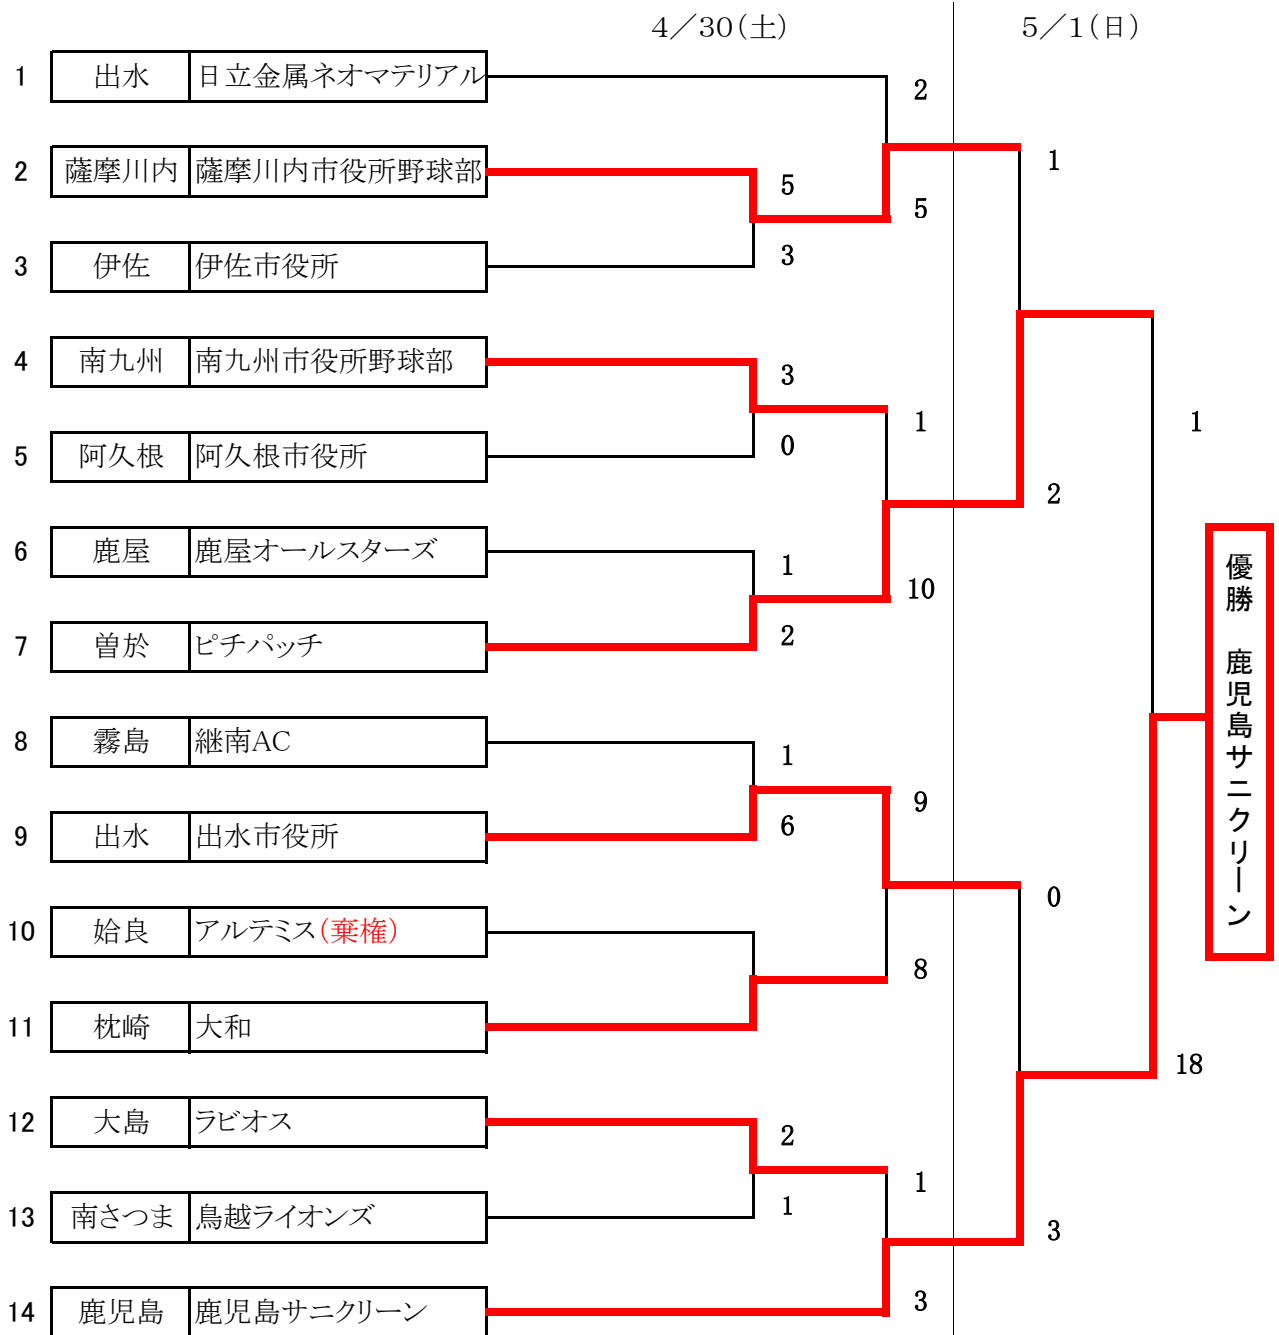 4／30（土） 5／1（日）
1 出水 日立金属ネオマテリアル
2
1
2 薩摩川内 薩摩川内市役所野球部
5
5
3 伊佐 伊佐市役所
3
4 南九州 南九州市役所野球部
3
1
1
5 阿久根 阿久根市役所
0
2
6 鹿屋 鹿屋オールスターズ
1
10
7 曽於 ピチパッチ
2
優勝　鹿児島サニクリーン
8 霧島 継南AC
1
9
9 出水 出水市役所
6
0
10 姶良 アルテミス（棄権）
8
11 枕崎 大和
18
12 大島 ラビオス
2
1
13 南さつま 鳥越ライオンズ
1
3
14 鹿児島 鹿児島サニクリーン
3